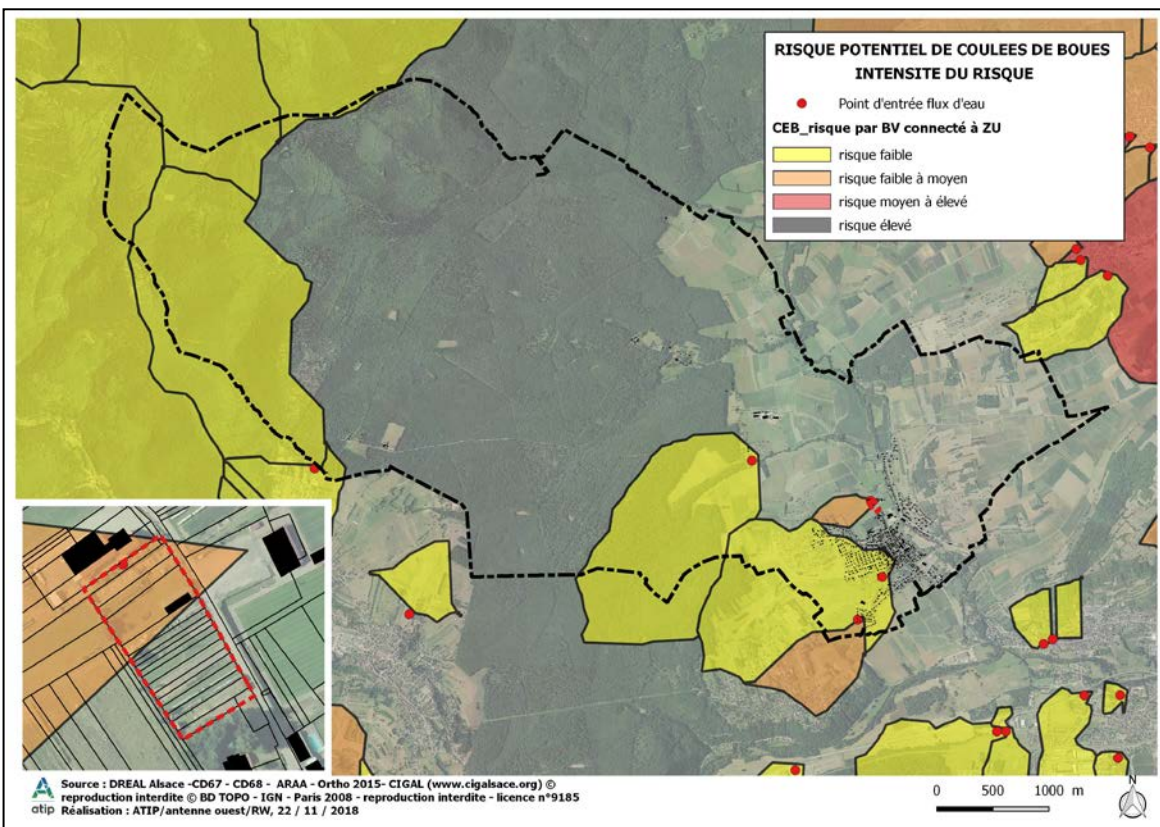 RISQUE POTENTIEL DE COULEES DE BOUES
INTENSITE DU RISQUE
Point d'entrée flux d'eau
CEB_risque par BV connecté à ZU
risque faible
risque faible à moyen
risque moyen à élevé
risque élevé
Source : DREAL Alsace -CD67 - CD68 - ARAA - Ortho 2015- CIGAL (www.cigalsace.org) ©
reproduction interdite © BD TOPO - IGN - Paris 2008 - reproduction interdite - licence n°9185
atip Réalisation : ATIP/antenne ouest/RW, 22 / 11 / 2018
0 500 1000 m
N